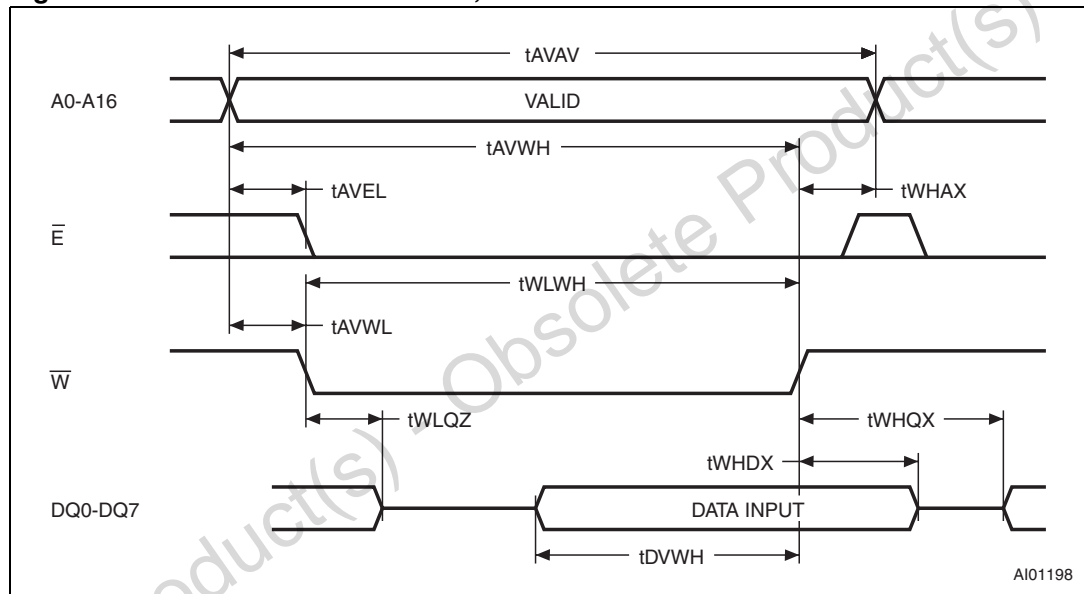 tAVAV
A0-A16
VALID
tAVWH
tAVEL
tWHAX
E
tWLWH
tAVWL
W
tWLQZ
tWHQX
tWHDX
DQ0-DQ7
DATA INPUT
tDVWH
AI01198
oduct(s) - Obsolete Product(s)